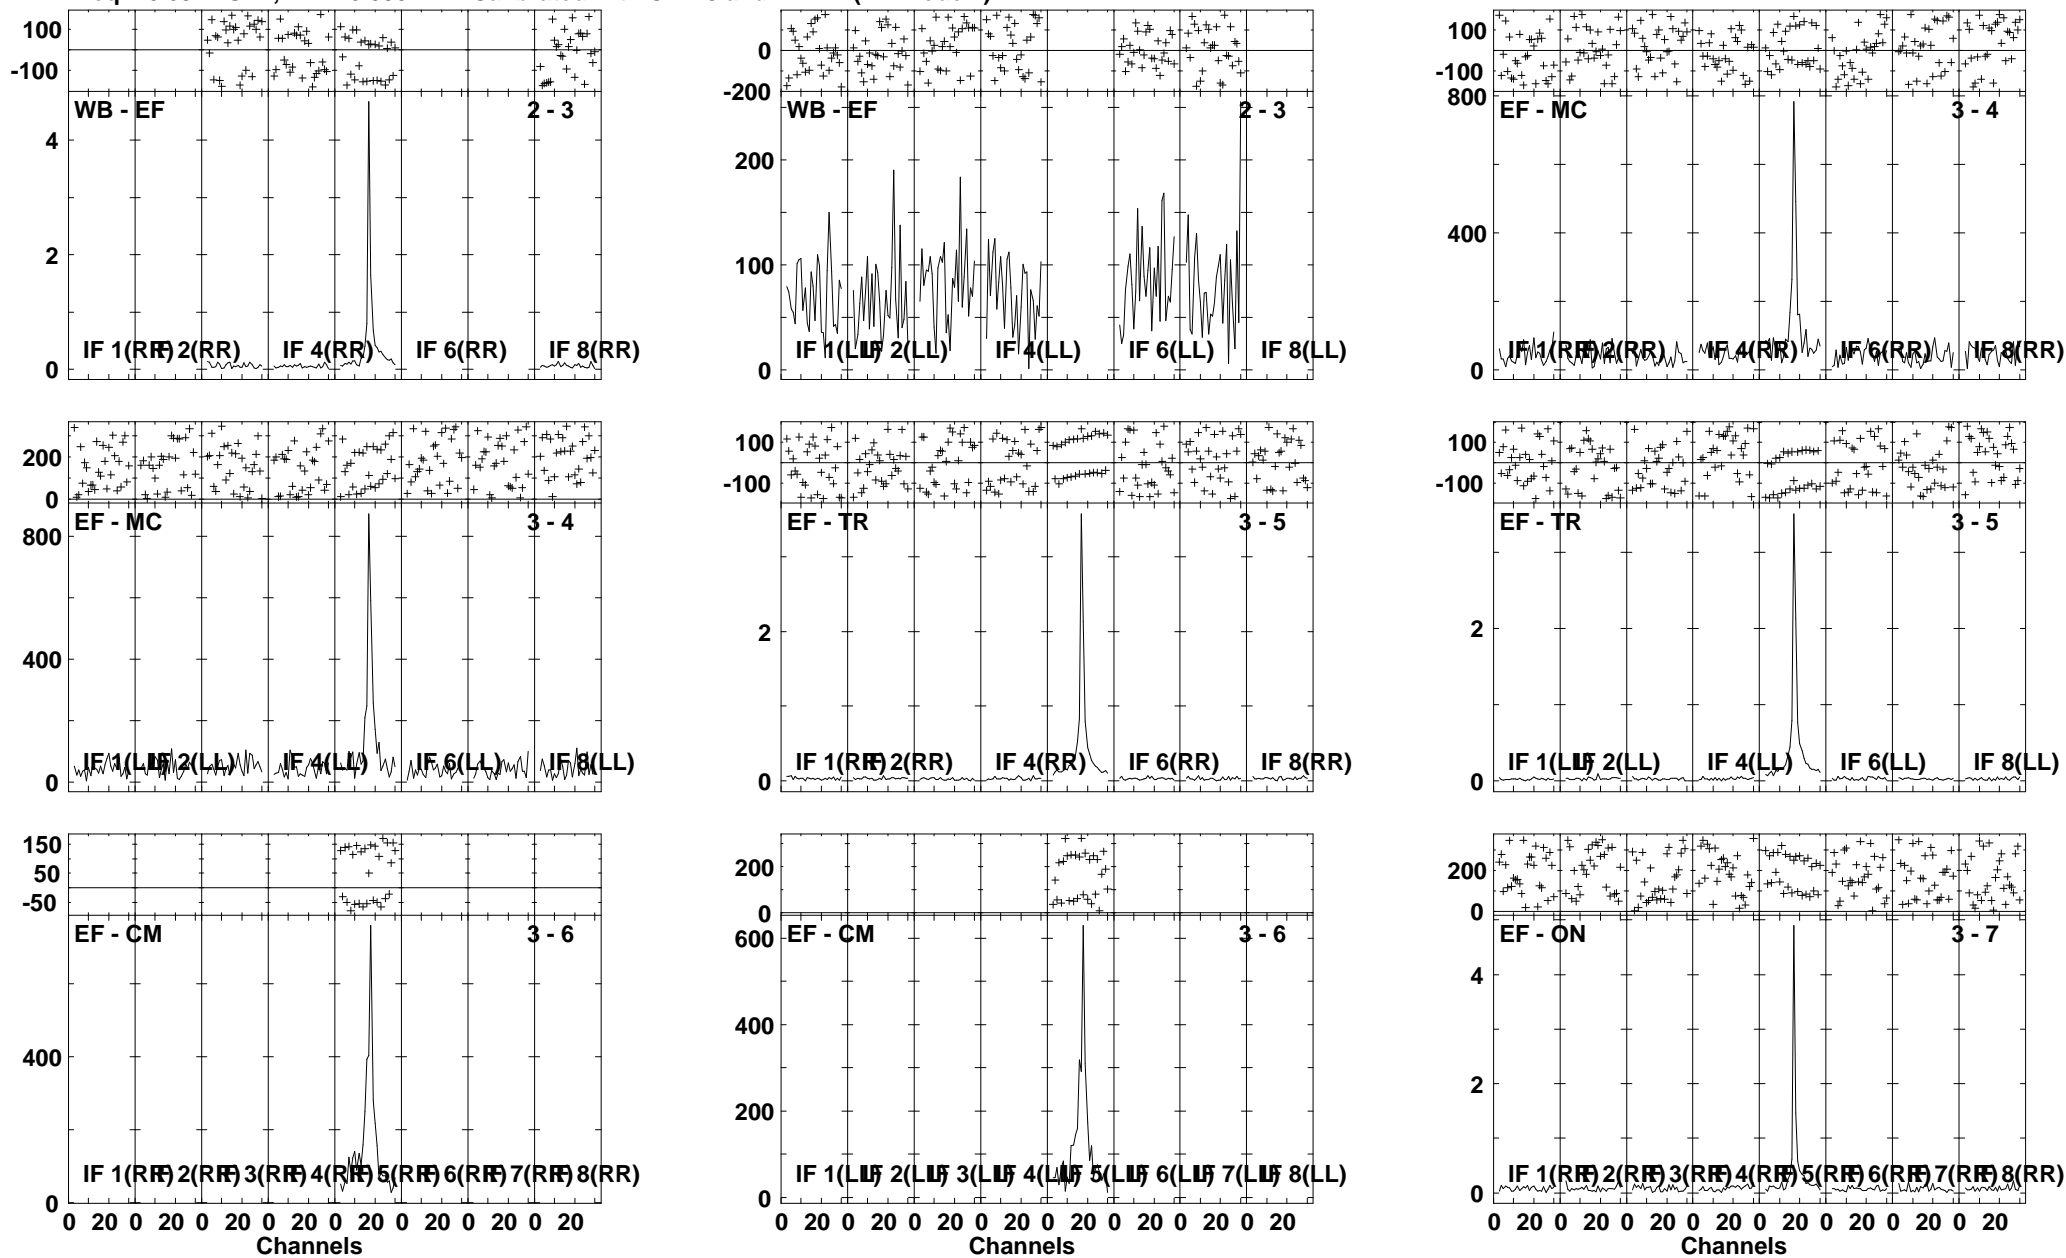 100
-100
WB - EF 2 - 3
4
2
0
IF 1(RR) IF 2(RR) IF 4(RR) IF 6(RR) IF 8(RR)
100
0
-200
WB - EF 2 - 3
200
100
0
IF 1(LL) IF 2(LL) IF 4(LL) IF 6(LL) IF 8(LL)
100
-100
800
EF - MC 3 - 4
400
0
IF 1(RR) IF 2(RR) IF 4(RR) IF 6(RR) IF 8(RR)
200
0
EF - MC 3 - 4
800
400
0
IF 1(LL) IF 2(LL) IF 4(LL) IF 6(LL) IF 8(LL)
100
-100
EF - TR 3 - 5
2
0
IF 1(RR) IF 2(RR) IF 4(RR) IF 6(RR) IF 8(RR)
100
-100
EF - TR 3 - 5
2
0
IF 1(LL) IF 2(LL) IF 4(LL) IF 6(LL) IF 8(LL)
150
50
-50
EF - CM 3 - 6
400
0
IF 1(RR) IF 2(RR) IF 3(RR) IF 4(RR) IF 5(RR) IF 6(RR) IF 7(RR) IF 8(RR)
0 20 0 20 0 20 0 20 0 20 0 20 0 20 0 20
Channels
200
0
EF - CM 3 - 6
600
400
200
0
IF 1(LL) IF 2(LL) IF 3(LL) IF 4(LL) IF 5(LL) IF 6(LL) IF 7(LL) IF 8(LL)
0 20 0 20 0 20 0 20 0 20 0 20 0 20 0 20
Channels
200
0
EF - ON 3 - 7
4
2
0
IF 1(RR) IF 2(RR) IF 3(RR) IF 4(RR) IF 5(RR) IF 6(RR) IF 7(RR) IF 8(RR)
0 20 0 20 0 20 0 20 0 20 0 20 0 20 0 20
Channels